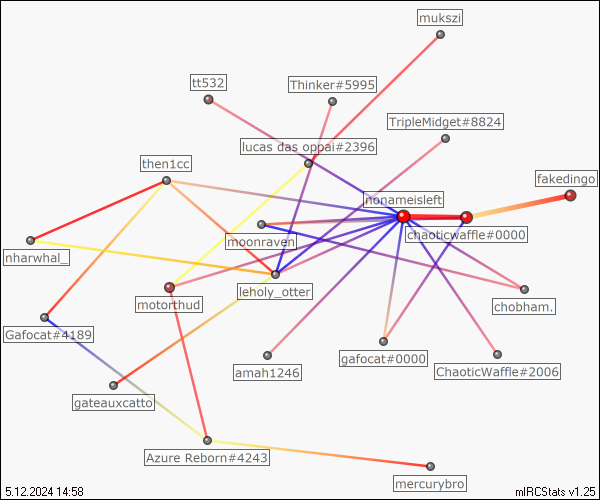 mukszi
tt532
Thinker#5995
TripleMidget#8824
lucas das oppai#2396
then1cc
fakedingo
nonameisleft
chaoticwaffle#0000
moonraven
nharwhal_
leholy_otter
motorthud
chobham.
Gafocat#4189
gafocat#0000
amah1246
ChaoticWaffle#2006
gateauxcatto
Azure Reborn#4243
mercurybro
5.12.2024 14:58
mIRCStats v1.25